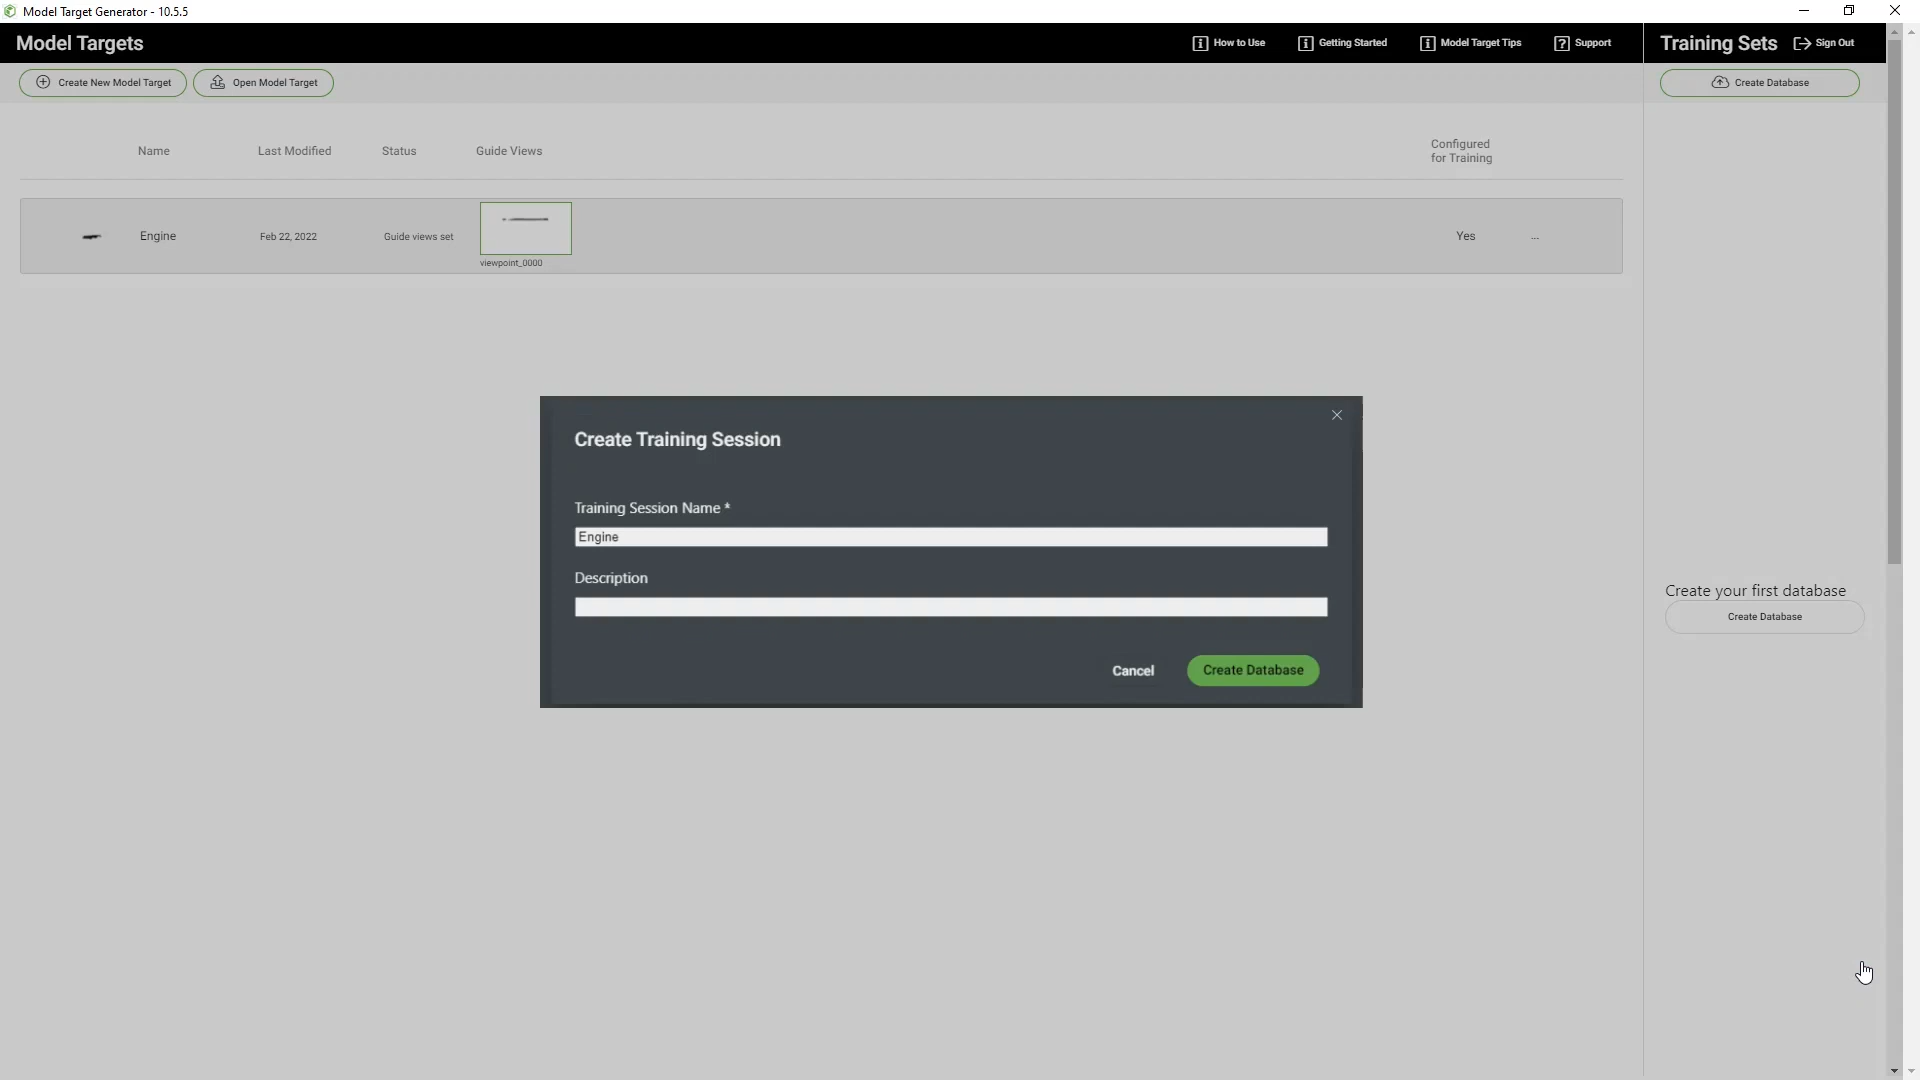 Model Target Generator - 10.5.5
Model Targets
How to Use
Getting Started
Model Target Tips
Support
Training Sets
Sign Out
Create New Model Target
Open Model Target
Create Database
Name
Last Modified
Status
Guide Views
Configured
for Training
Engine
Feb 22, 2022
Guide views set
viewpoint_0000
Yes
...
Create Training Session
Training Session Name *
Engine
Description
Cancel
Create Database
Create your first database
Create Database